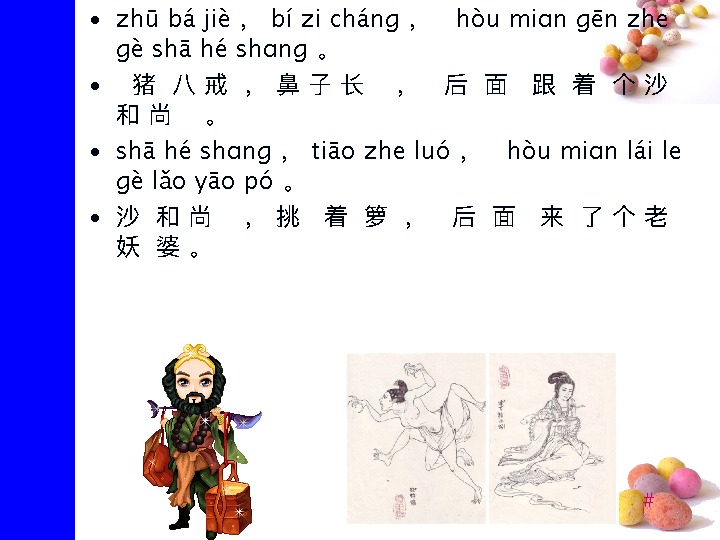 • zhū bá jiè， bí zi cháng， hòu mian gēn zhe
gè shā hé shang 。
• 猪 八 戒 ，鼻 子 长 ， 后 面 跟 着 个 沙
和 尚 。
• shā hé shang， tiāo zhe luó， hòu mian lái le
gè lǎo yāo pó 。
• 沙 和 尚 ，挑 着 箩 ， 后 面 来 了 个 老
妖 婆 。
#